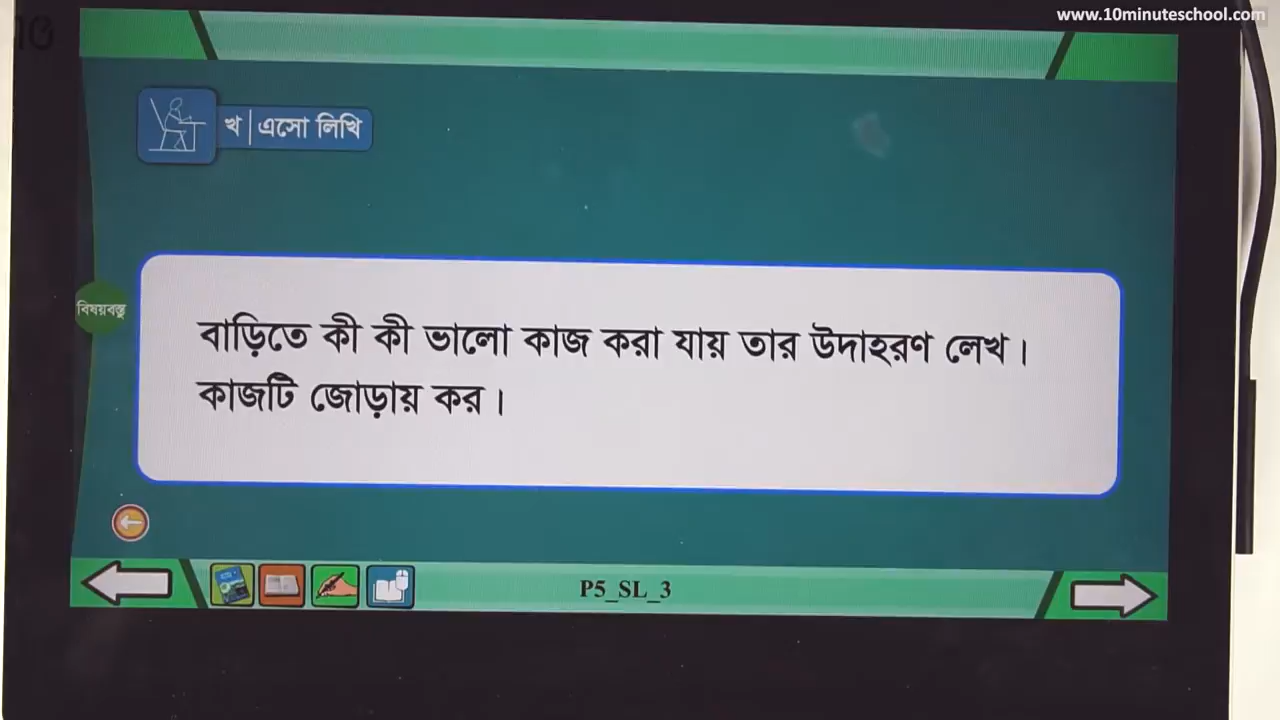 www.10minuteschool.com
খ | এসো লিখি
বিষয়বস্তু
বাড়িতে কী কী ভালো কাজ করা যায় তার উদাহরণ লেখ।
কাজটি জোড়ায় কর।
P5_SL_3